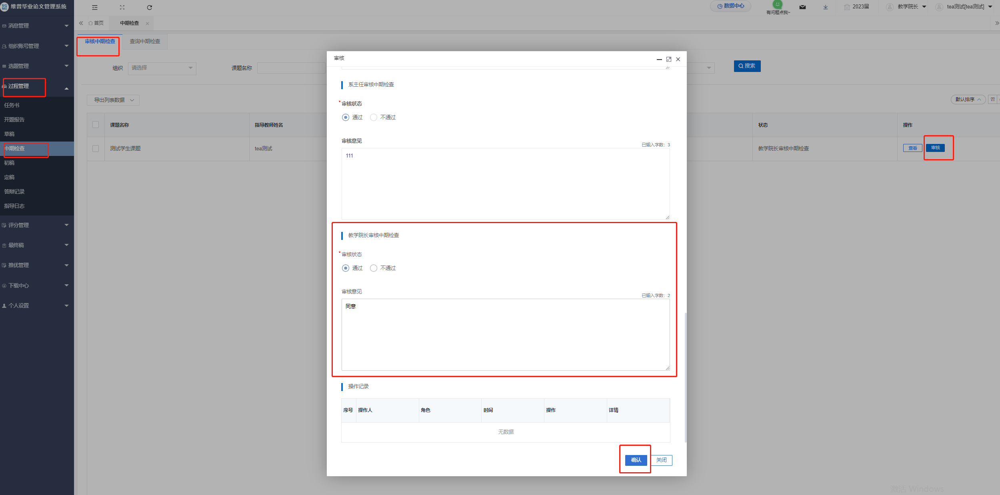 维普毕业论文管理系统
数据中心
有问题点我~
2023届
教学院长
tea测试[tea测试]
首页
中期检查
消息管理
组织账号管理
选题管理
过程管理
任务书
开题报告
草稿
中期检查
初稿
定稿
答辩记录
指导日志
评分管理
最终稿
推优管理
下载中心
个人设置
审核中期检查
查询中期检查
组织
请选择
课题名称
搜索
导出列表数据
默认排序
课题名称
指导教师姓名
状态
操作
测试学生课题
tea测试
教学院长审核中期检查
查看
审核
审核
系主任审核中期检查
*审核状态
通过
不通过
审核意见
已输入字数：3
111
教学院长审核中期检查
*审核状态
通过
不通过
审核意见
已输入字数：2
同意
操作记录
序号
操作人
角色
时间
操作
详情
无数据
确认
关闭
激活 Windows